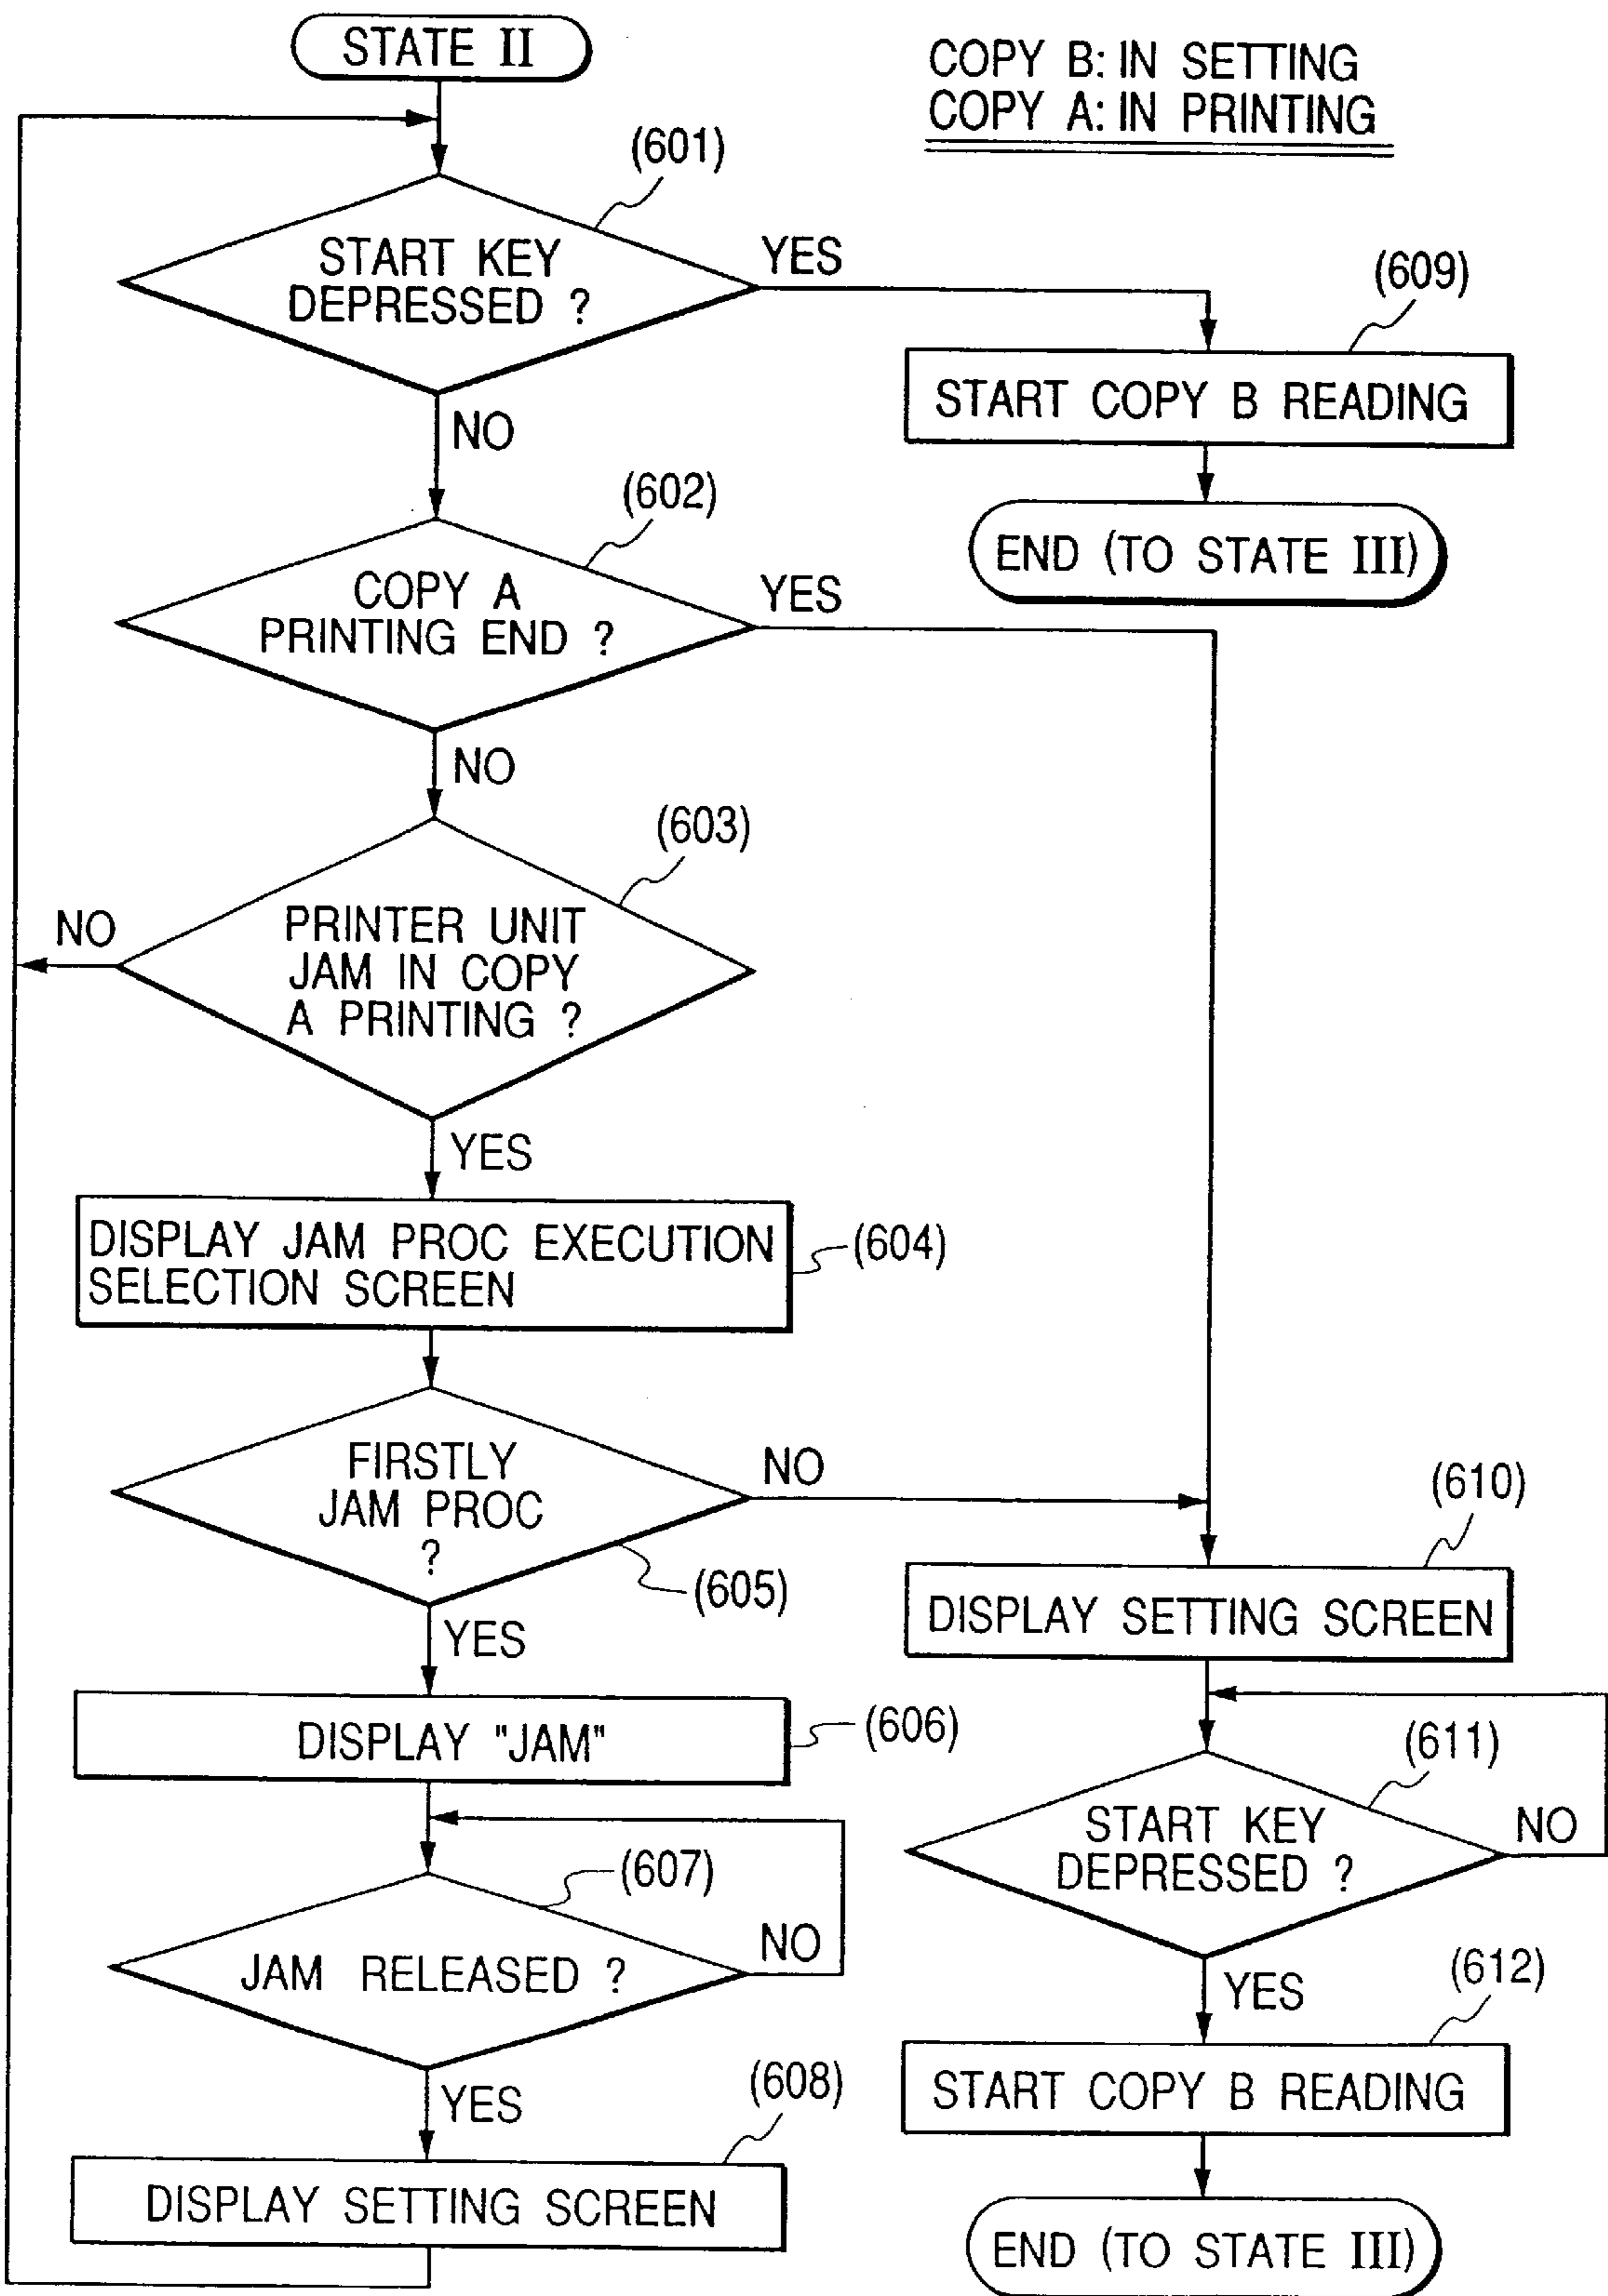 STATE II
COPY B: IN SETTING
COPY A: IN PRINTING
(601)
START KEY
DEPRESSED ?
YES
NO
(609)
START COPY B READING
END (TO STATE III)
(602)
COPY A
PRINTING END ?
YES
NO
(603)
PRINTER UNIT
JAM IN COPY
A PRINTING ?
NO
YES
DISPLAY JAM PROC EXECUTION
SELECTION SCREEN
(604)
FIRSTLY
JAM PROC
?
NO
(605)
YES
DISPLAY "JAM"
(606)
(607)
JAM RELEASED ?
NO
YES
(608)
DISPLAY SETTING SCREEN
(610)
DISPLAY SETTING SCREEN
(611)
START KEY
DEPRESSED ?
NO
YES
(612)
START COPY B READING
END (TO STATE III)